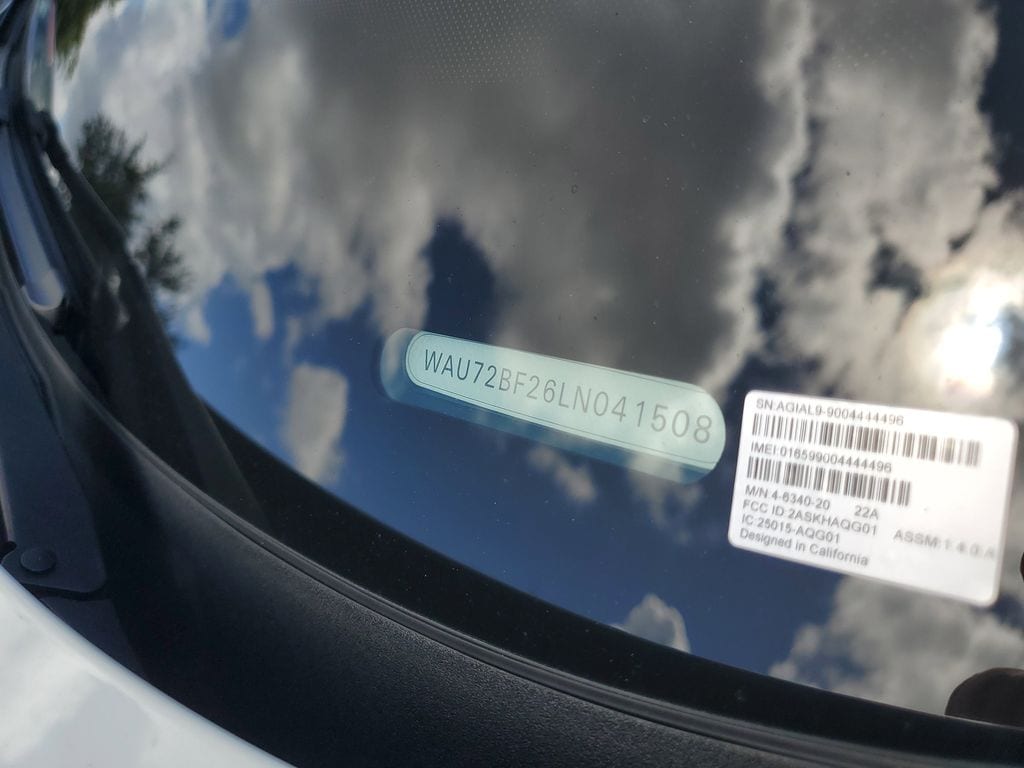 WAU72BF26LN041508
SN:AGIAL9-9004444496
IMEI:016599004444496
M/N 4-6340-20 22A
FCC ID:2ASKHAQG01
IC:25015-AQG01 ASSM:1.4.0.A
Designed in California